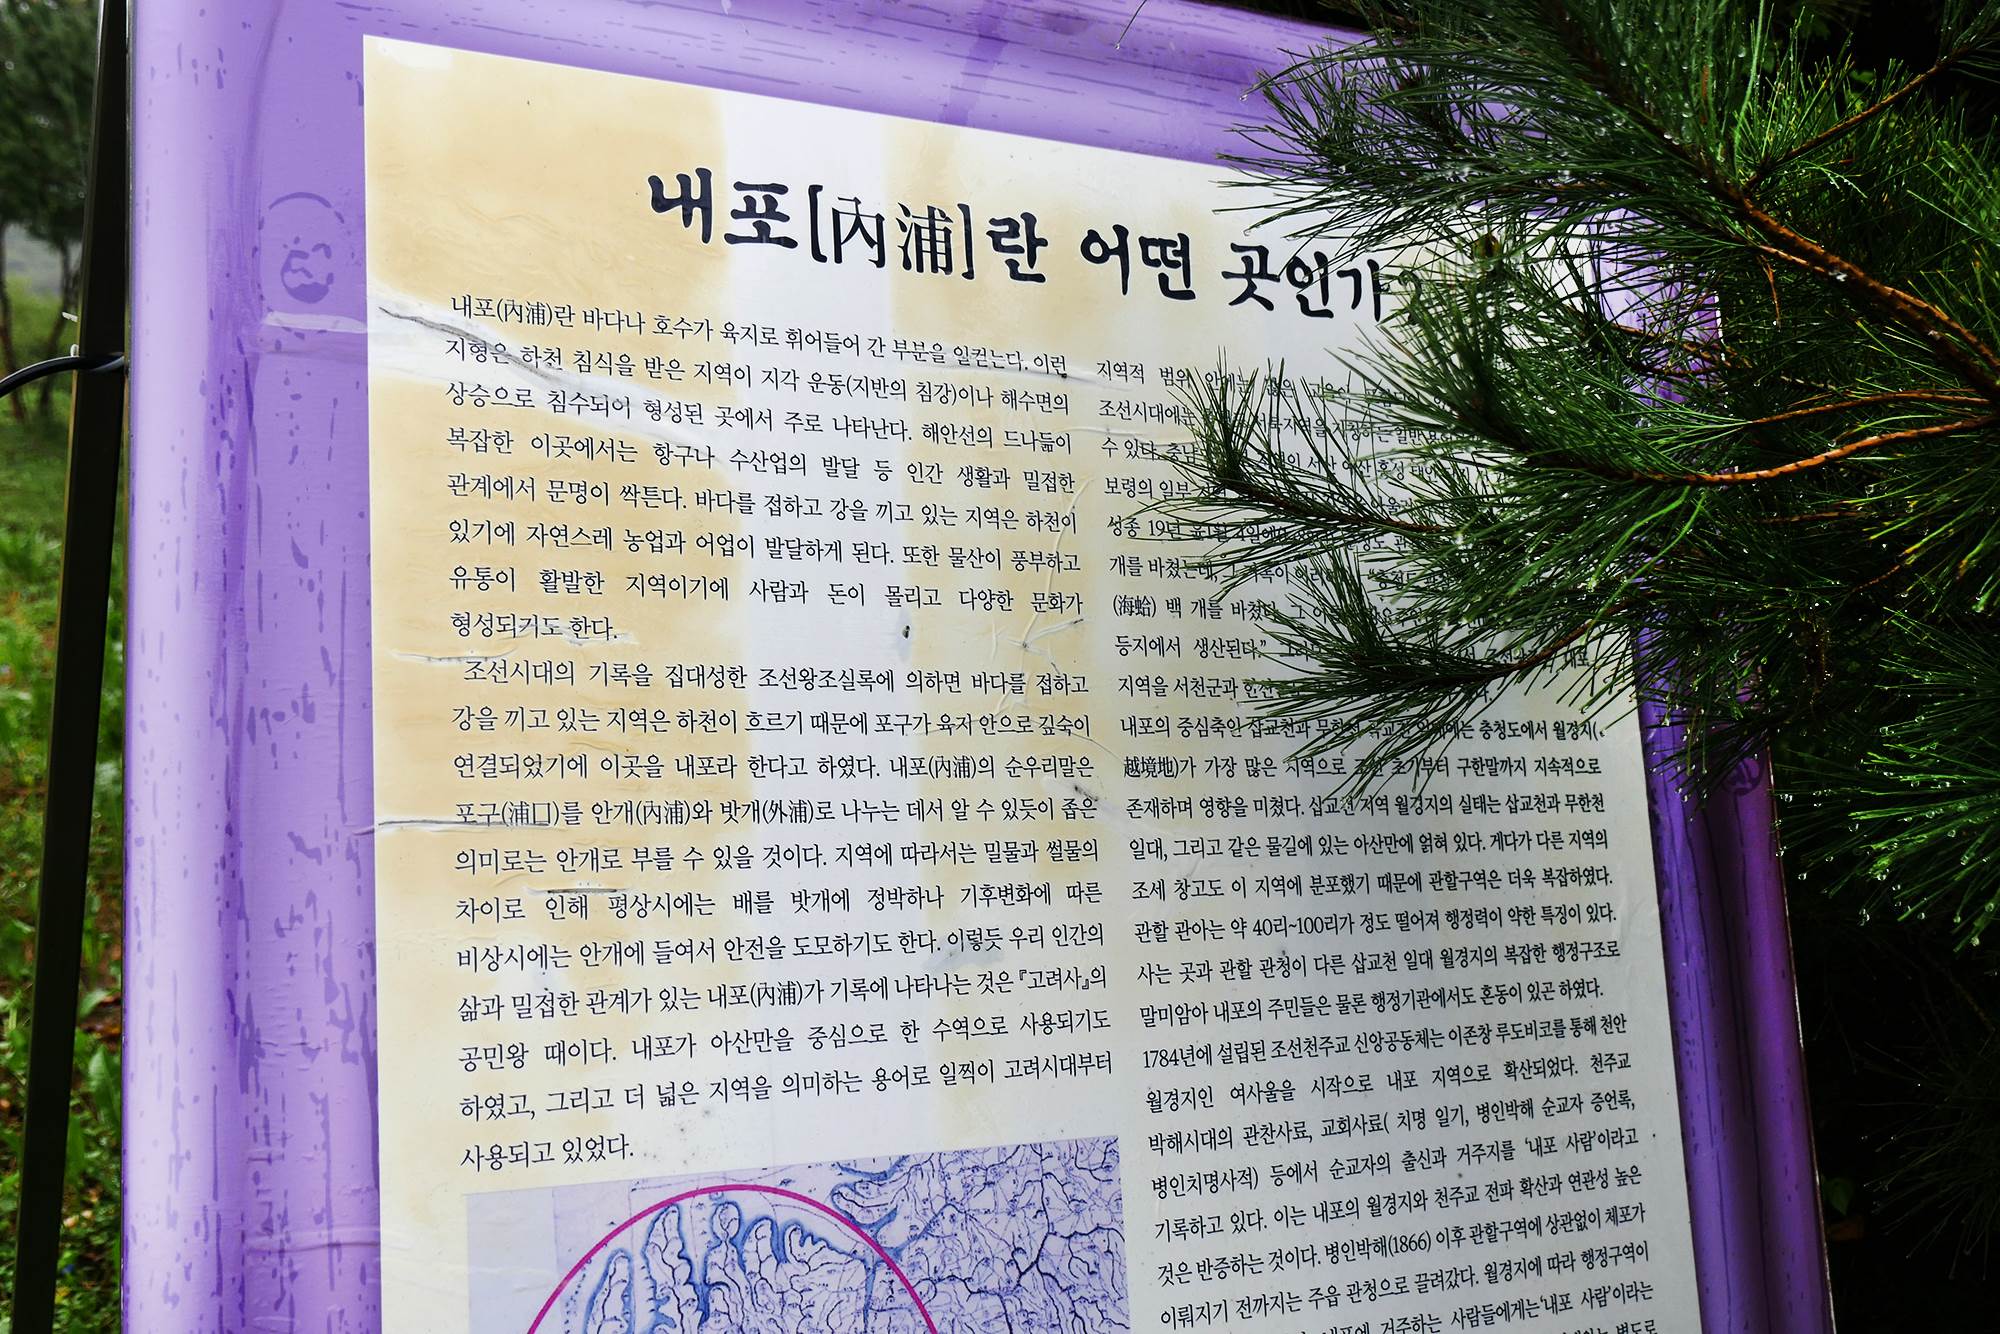 내포[內浦]란 어떤 곳인가
내포(內浦)란 바다나 호수가 육지로 휘어들어 간 부분을 일컫는다. 이런
지형은 하천 침식을 받은 지역이 지각 운동(지반의 침강)이나 해수면의
상승으로 침수되어 형성된 곳에서 주로 나타난다. 해안선의 드나듦이
복잡한 이곳에서는 항구나 수산업의 발달 등 인간 생활과 밀접한
관계에서 문명이 싹튼다. 바다를 접하고 강을 끼고 있는 지역은 하천이
있기에 자연스레 농업과 어업이 발달하게 된다. 또한 물산이 풍부하고
유통이 활발한 지역이기에 사람과 돈이 몰리고 다양한 문화가
형성되기도 한다.
조선시대의 기록을 집대성한 조선왕조실록에 의하면 바다를 접하고
강을 끼고 있는 지역은 하천이 흐르기 때문에 포구가 육지 안으로 깊숙이
연결되었기에 이곳을 내포라 한다고 하였다. 내포(內浦)의 순우리말은
포구(浦口)를 안개(內浦)와 밧개(外浦)로 나누는 데서 알 수 있듯이 좁은
의미로는 안개로 부를 수 있을 것이다. 지역에 따라서는 밀물과 썰물의
차이로 인해 평상시에는 배를 밧개에 정박하나 기후변화에 따른
비상시에는 안개에 들여서 안전을 도모하기도 한다. 이렇듯 우리 인간의
삶과 밀접한 관계가 있는 내포(內浦)가 기록에 나타나는 것은 『고려사』의
공민왕 때이다. 내포가 아산만을 중심으로 한 수역으로 사용되기도
하였고, 그리고 더 넓은 지역을 의미하는 용어로 일찍이 고려시대부터
사용되고 있었다.
지역적 범위 안에는
조선시대에는 지칭하는 일반
수 있다.
보령의 일부
성종 19년 윤1월 4일에
개를 바쳤는데,
(海蛤) 백 개를 바쳤다. 그
등지에서 생산된다.” 내포
지역을 서천군과
내포의 중심축인 삽교천과 무한천 충청도에서 월경지(
越境地)가 가장 많은 지역으로 조선 초기부터 구한말까지 지속적으로
존재하며 영향을 미쳤다. 삽교천 지역 월경지의 실태는 삽교천과 무한천
일대, 그리고 같은 물길에 있는 아산만에 얽혀 있다. 게다가 다른 지역의
조세 창고도 이 지역에 분포했기 때문에 관할구역은 더욱 복잡하였다.
관할 관아는 약 40리~100리가 정도 떨어져 행정력이 약한 특징이 있다.
사는 곳과 관할 관청이 다른 삽교천 일대 월경지의 복잡한 행정구조로
말미암아 내포의 주민들은 물론 행정기관에서도 혼동이 있곤 하였다.
1784년에 설립된 조선천주교 신앙공동체는 이존창 루도비코를 통해 천안
월경지인 여사울을 시작으로 내포 지역으로 확산되었다. 천주교
박해시대의 관찬사료, 교회사료( 치명 일기, 병인박해 순교자 증언록,
병인치명사적) 등에서 순교자의 출신과 거주지를 ‘내포 사람’이라고
기록하고 있다. 이는 내포의 월경지와 천주교 전파 확산과 연관성 높은
것은 반증하는 것이다. 병인박해(1866) 이후 관할구역에 상관없이 체포가
이뤄지기 전까지는 주읍 관청으로 끌려갔다. 월경지에 따라 행정구역이
내포에 거주하는 사람들에게는‘내포 사람’이라는
별도로